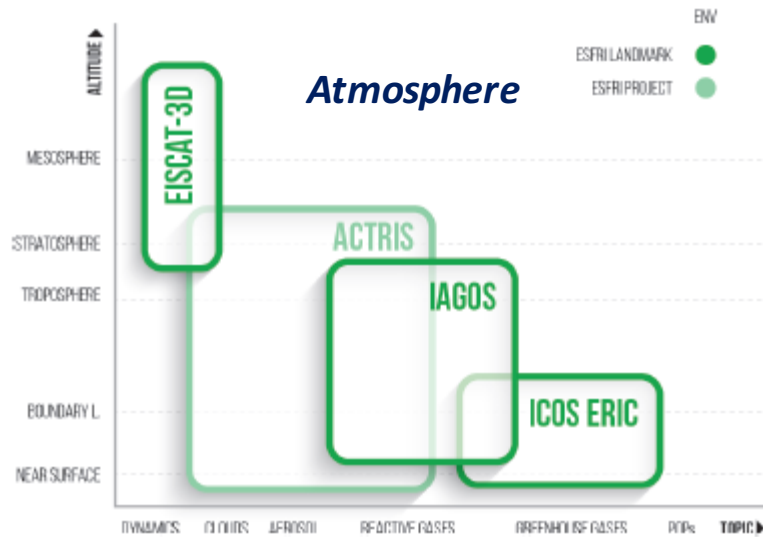 ENV
ESFRI LANDMARK
ESFRI PROJECT
Atmosphere
ALTITUDE
MESOSPHERE
STRATOSPHERE
TROPOSPHERE
BOUNDARY L.
NEAR SURFACE
EISCAT-3D
ACTRIS
IAGOS
ICOS ERIC
DYNAMICS CLOUDS AEROSOL REACTIVE GASES GREENHOUSE GASES POPs TOPIC